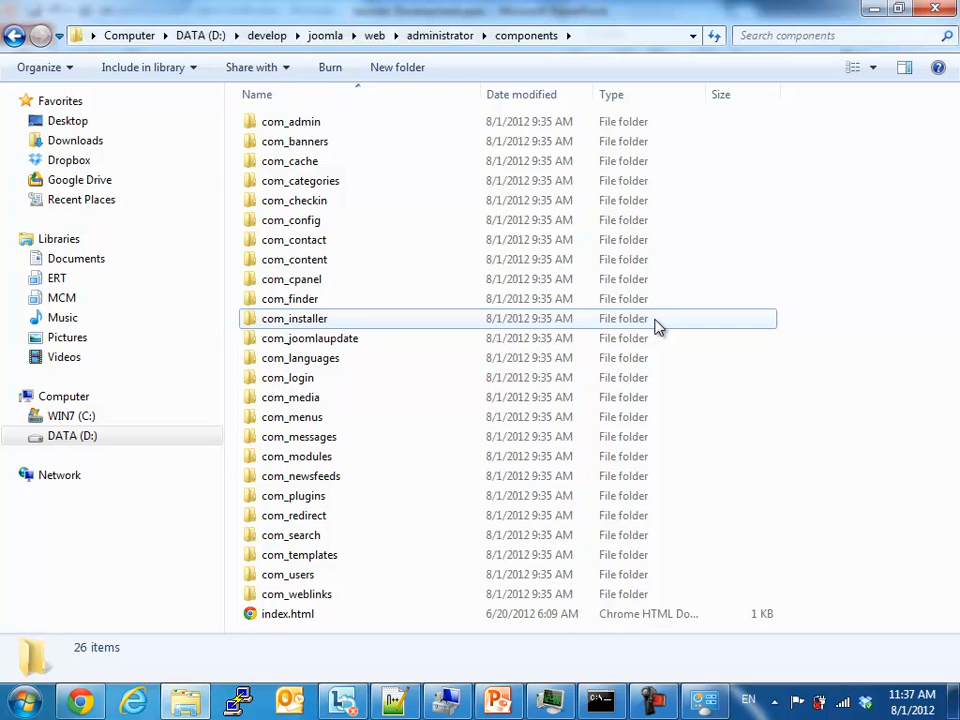 Computer DATA (D:) develop joomla web administrator components Search components
Organize Include in library Share with Burn New folder
Name Date modified Type Size
Favorites
Desktop
Downloads
Dropbox
Google Drive
Recent Places
Libraries
Documents
ERT
MCM
Music
Pictures
Videos
Computer
WIN7 (C:)
DATA (D:)
Network
com_admin 8/1/2012 9:35 AM File folder
com_banners 8/1/2012 9:35 AM File folder
com_cache 8/1/2012 9:35 AM File folder
com_categories 8/1/2012 9:35 AM File folder
com_checkin 8/1/2012 9:35 AM File folder
com_config 8/1/2012 9:35 AM File folder
com_contact 8/1/2012 9:35 AM File folder
com_content 8/1/2012 9:35 AM File folder
com_cpanel 8/1/2012 9:35 AM File folder
com_finder 8/1/2012 9:35 AM File folder
com_installer 8/1/2012 9:35 AM File folder
com_joomlaupdate 8/1/2012 9:35 AM File folder
com_languages 8/1/2012 9:35 AM File folder
com_login 8/1/2012 9:35 AM File folder
com_media 8/1/2012 9:35 AM File folder
com_menus 8/1/2012 9:35 AM File folder
com_messages 8/1/2012 9:35 AM File folder
com_modules 8/1/2012 9:35 AM File folder
com_newsfeeds 8/1/2012 9:35 AM File folder
com_plugins 8/1/2012 9:35 AM File folder
com_redirect 8/1/2012 9:35 AM File folder
com_search 8/1/2012 9:35 AM File folder
com_templates 8/1/2012 9:35 AM File folder
com_users 8/1/2012 9:35 AM File folder
com_weblinks 8/1/2012 9:35 AM File folder
index.html 6/20/2012 6:09 AM Chrome HTML Do... 1 KB
26 items
EN 11:37 AM
8/1/2012